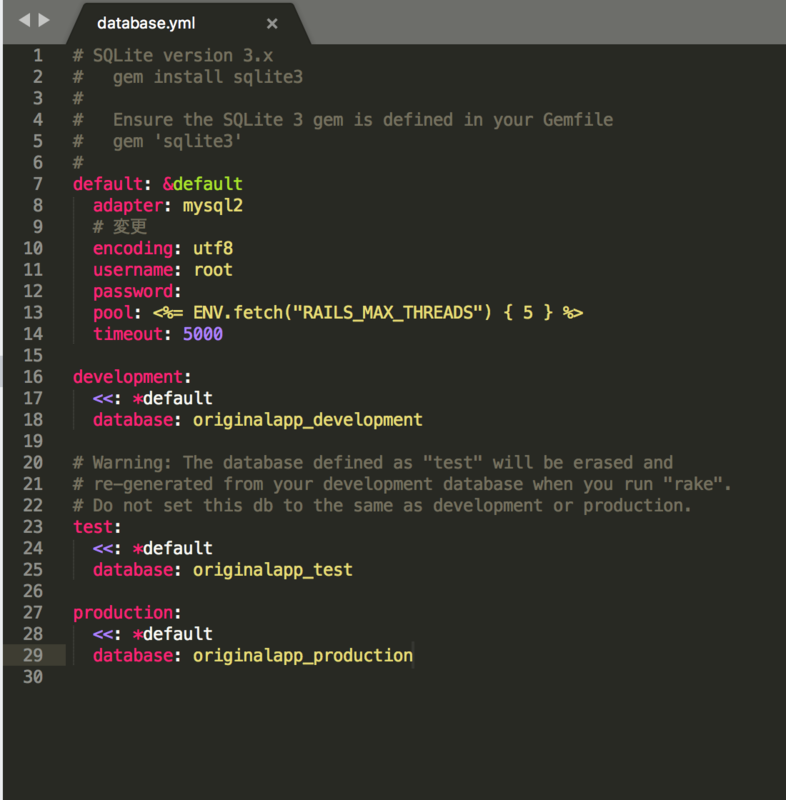 database.yml
1 # SQLite version 3.x
2 #   gem install sqlite3
3 #
4 #   Ensure the SQLite 3 gem is defined in your Gemfile
5 #   gem 'sqlite3'
6 #
7 default: &default
8   adapter: mysql2
9   # 変更
10   encoding: utf8
11   username: root
12   password:
13   pool: <%= ENV.fetch("RAILS_MAX_THREADS") { 5 } %>
14   timeout: 5000
15
16 development:
17   <<: *default
18   database: originalapp_development
19
20 # Warning: The database defined as "test" will be erased and
21 # re-generated from your development database when you run "rake".
22 # Do not set this db to the same as development or production.
23 test:
24   <<: *default
25   database: originalapp_test
26
27 production:
28   <<: *default
29   database: originalapp_production
30